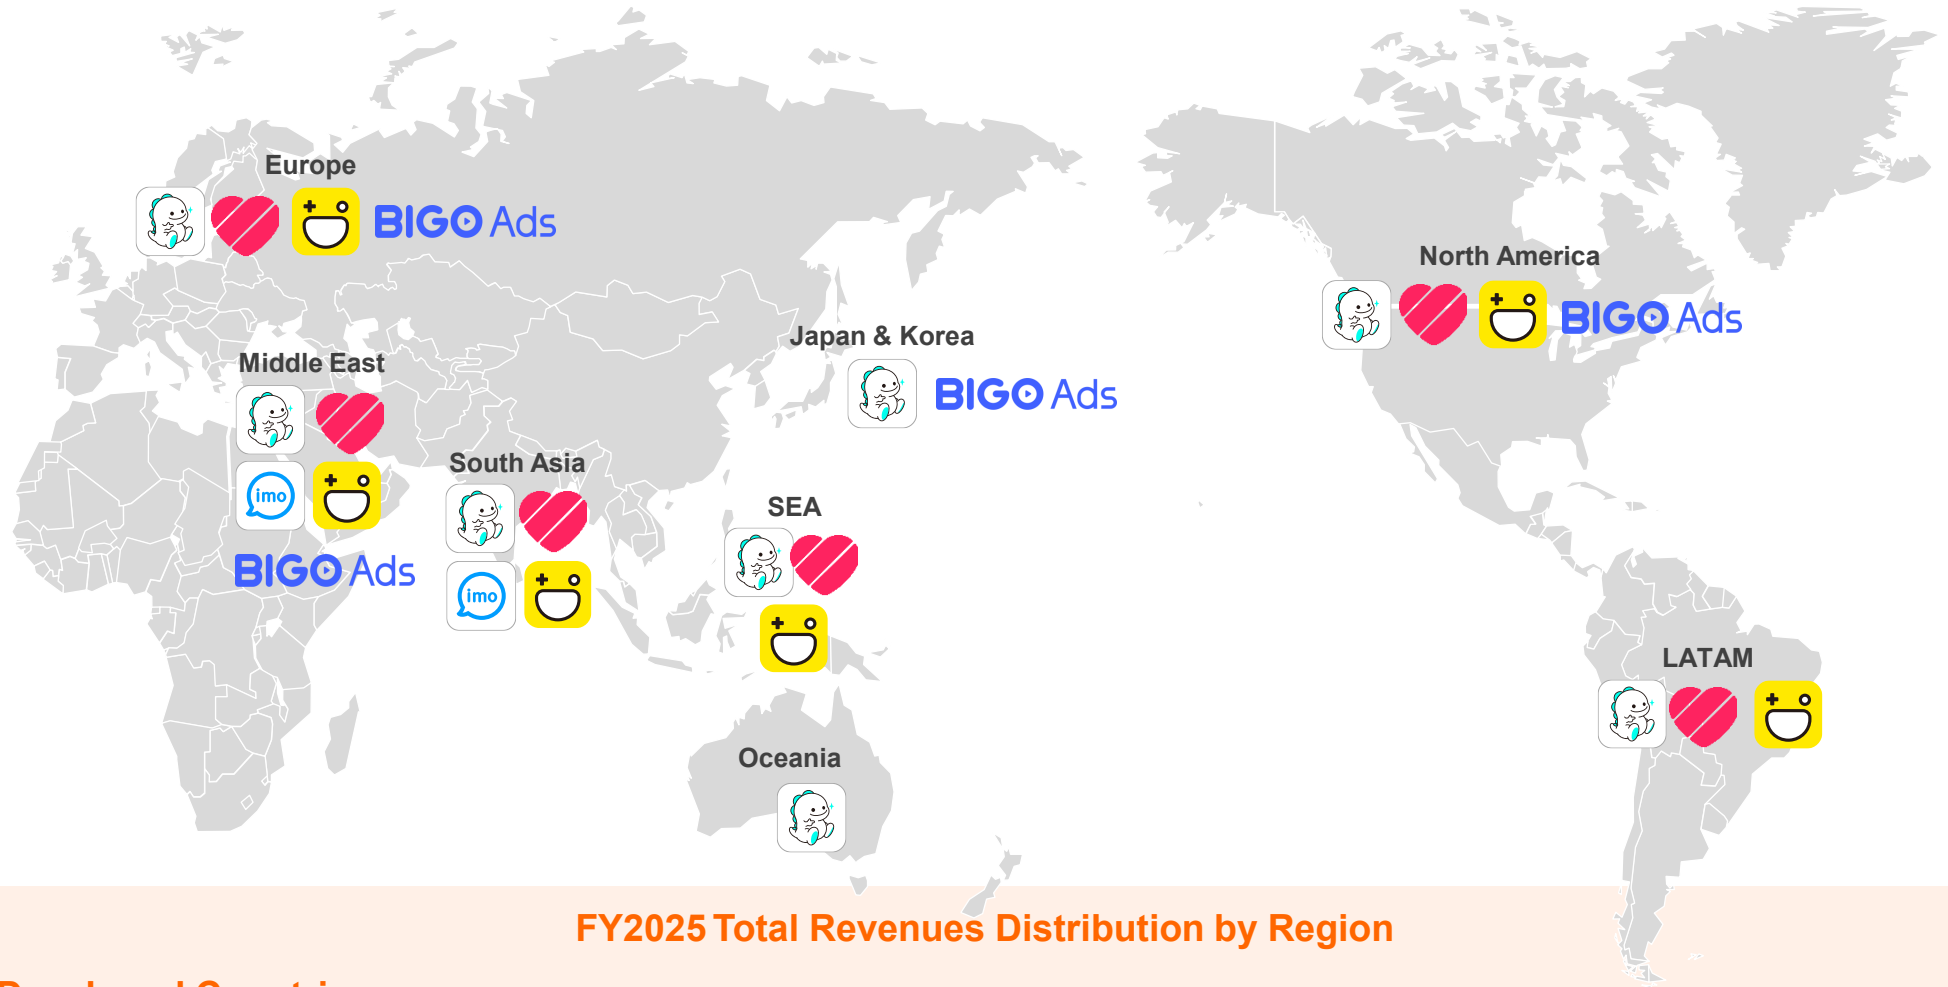 Europe
BIGO Ads
North America
BIGO Ads
Japan & Korea
BIGO Ads
Middle East
imo
BIGO Ads
South Asia
imo
SEA
LATAM
Oceania
FY2025 Total Revenues Distribution by Region